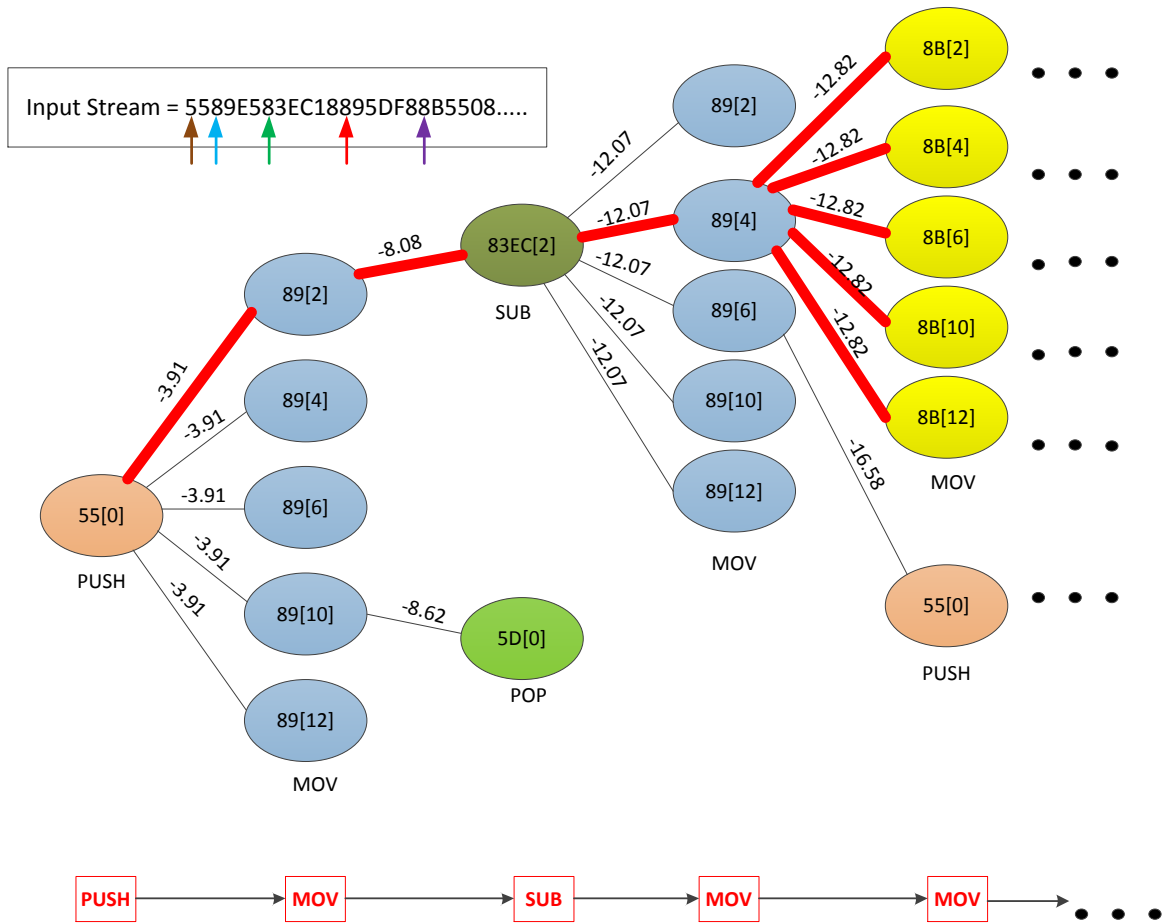 Input Stream = 5589E583EC18895DF88B5508.....
8B[2]
-12.82
89[2]
-12.07
8B[4]
-12.82
83EC[2]
SUB
-12.07
89[4]
-12.82
8B[6]
-8.08
89[2]
-12.07
89[6]
-12.82
8B[10]
-3.91
89[4]
-12.07
89[10]
-12.82
8B[12]
MOV
-3.91
-12.07
89[12]
MOV
-16.58
55[0]
PUSH
-3.91
89[6]
-3.91
89[10]
-8.62
5D[0]
POP
55[0]
PUSH
-3.91
89[12]
MOV
PUSH MOV SUB MOV MOV